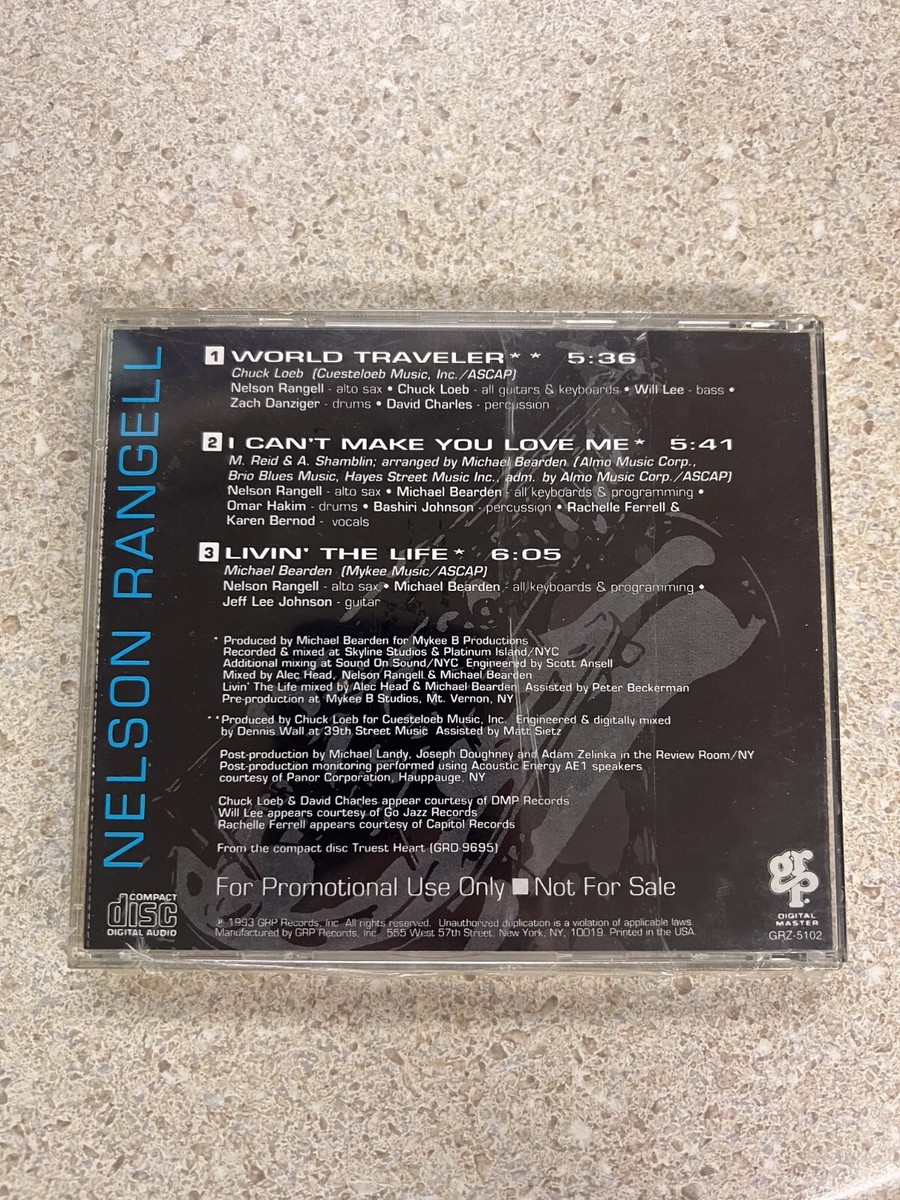 NELSON RANGELL
1 WORLD TRAVELER** 5:36
Chuck Loeb (Cuesteloeb Music, Inc./ASCAP)
Nelson Rangell - alto sax • Chuck Loeb - all guitars & keyboards • Will Lee - bass •
Zach Danziger - drums • David Charles - percussion
2 I CAN'T MAKE YOU LOVE ME* 5:41
M. Reid & A. Shamblin; arranged by Michael Bearden (Almo Music Corp.,
Brio Blues Music, Hayes Street Music Inc., adm. by Almo Music Corp./ASCAP)
Nelson Rangell - alto sax • Michael Bearden - all keyboards & programming •
Omar Hakim - drums • Bashiri Johnson - percussion • Rachelle Ferrell &
Karen Bernod - vocals
3 LIVIN' THE LIFE* 6:05
Michael Bearden (Mykee Music/ASCAP)
Nelson Rangell - alto sax • Michael Bearden - all keyboards & programming •
Jeff Lee Johnson - guitar
* Produced by Michael Bearden for Mykee B Productions
Recorded & mixed at Skyline Studios & Platinum Island/NYC
Additional mixing at Sound On Sound/NYC Engineered by Scott Ansell
Mixed by Alec Head, Nelson Rangell & Michael Bearden
Livin' The Life mixed by Alec Head & Michael Bearden Assisted by Peter Beckerman
Pre-production at Mykee B Studios, Mt. Vernon, NY
**Produced by Chuck Loeb for Cuesteloeb Music, Inc. Engineered & digitally mixed
by Dennis Wall at 39th Street Music Assisted by Matt Sietz
Post-production by Michael Landy, Joseph Doughney and Adam Zelinka in the Review Room/NY
Post-production monitoring performed using Acoustic Energy AE1 speakers
courtesy of Panor Corporation, Hauppauge, NY
Chuck Loeb & David Charles appear courtesy of DMP Records
Will Lee appears courtesy of Go Jazz Records
Rachelle Ferrell appears courtesy of Capitol Records
From the compact disc Truest Heart (GRD 9695)
For Promotional Use Only ■ Not For Sale
℗ 1993 GRP Records, Inc. All rights reserved. Unauthorized duplication is a violation of applicable laws.
Manufactured by GRP Records, Inc. 555 West 57th Street, New York, NY, 10019. Printed in the USA.
COMPACT
disc
DIGITAL AUDIO
grp
DIGITAL
MASTER
GRZ-5102